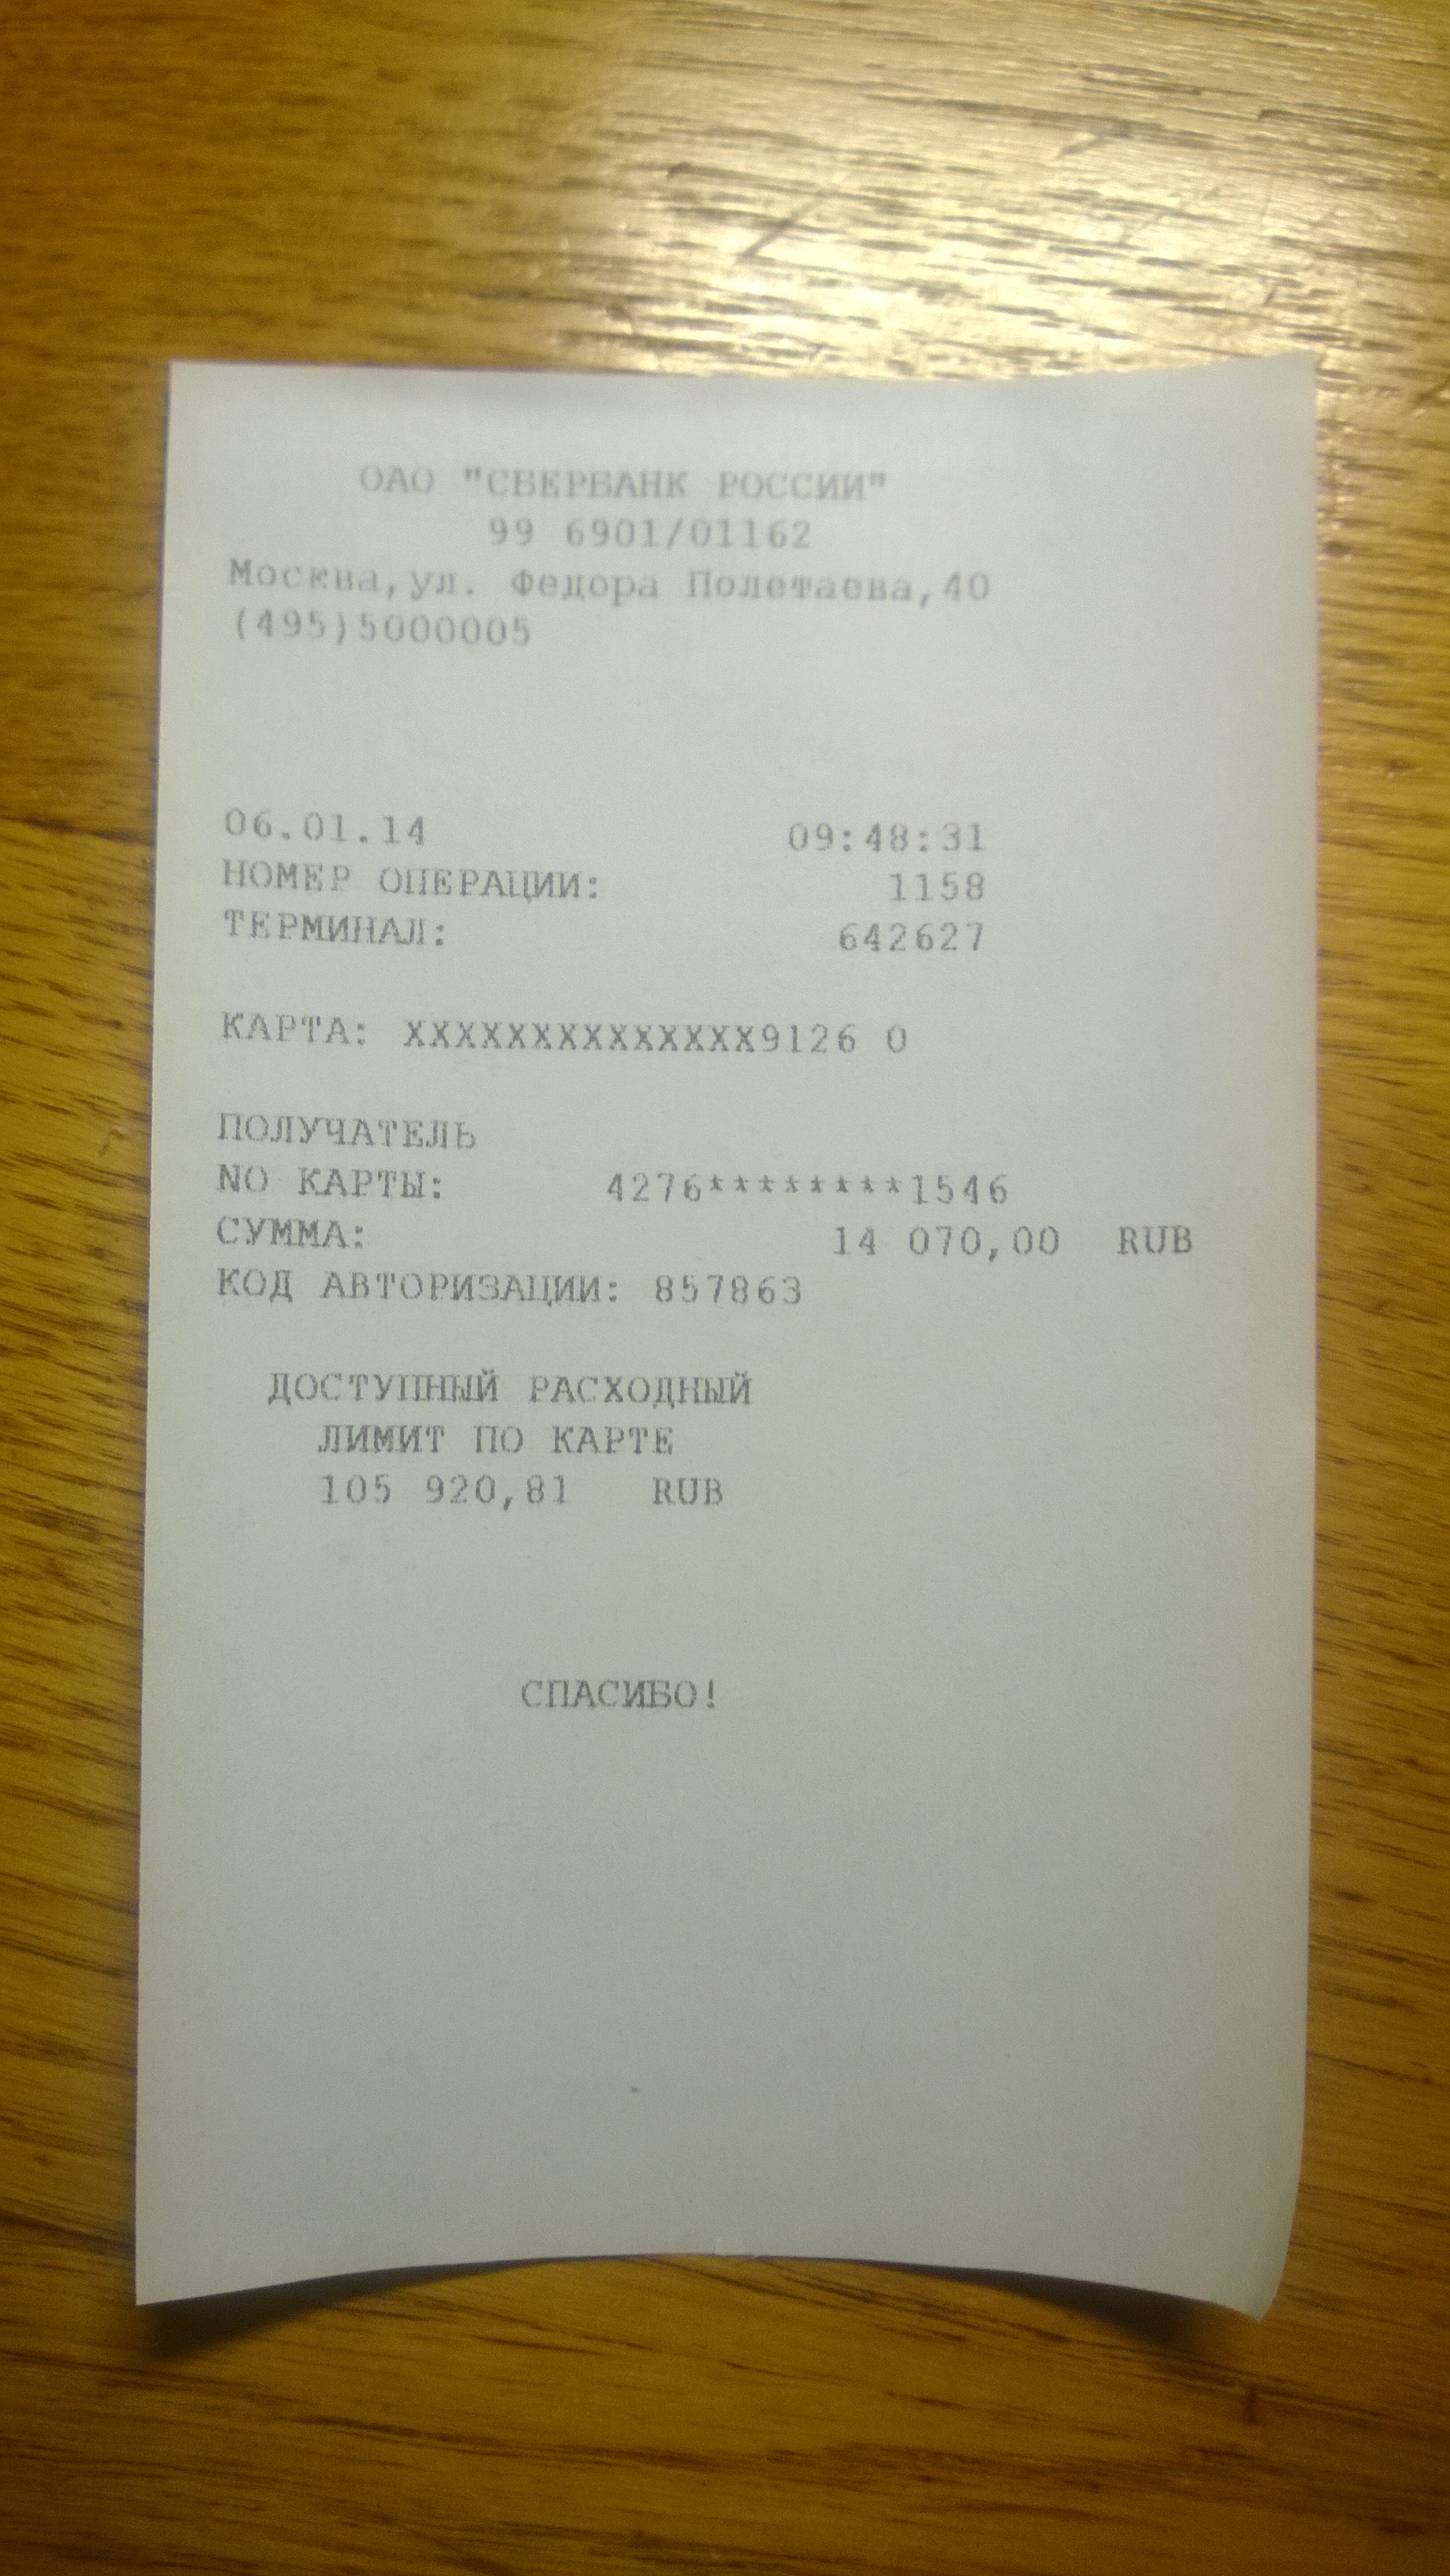 ОАО "СБЕРБАНК РОССИИ"
99 6901/01162
Москва,ул. Федора Полетаева,40
(495)5000005
06.01.14 09:48:31
НОМЕР ОПЕРАЦИИ: 1158
ТЕРМИНАЛ: 642627
КАРТА: XXXXXXXXXXXXXX9126 0
ПОЛУЧАТЕЛЬ
NO КАРТЫ: 4276********1546
СУММА: 14 070,00 RUB
КОД АВТОРИЗАЦИИ: 857863
ДОСТУПНЫЙ РАСХОДНЫЙ
ЛИМИТ ПО КАРТЕ
105 920,81 RUB
СПАСИБО!